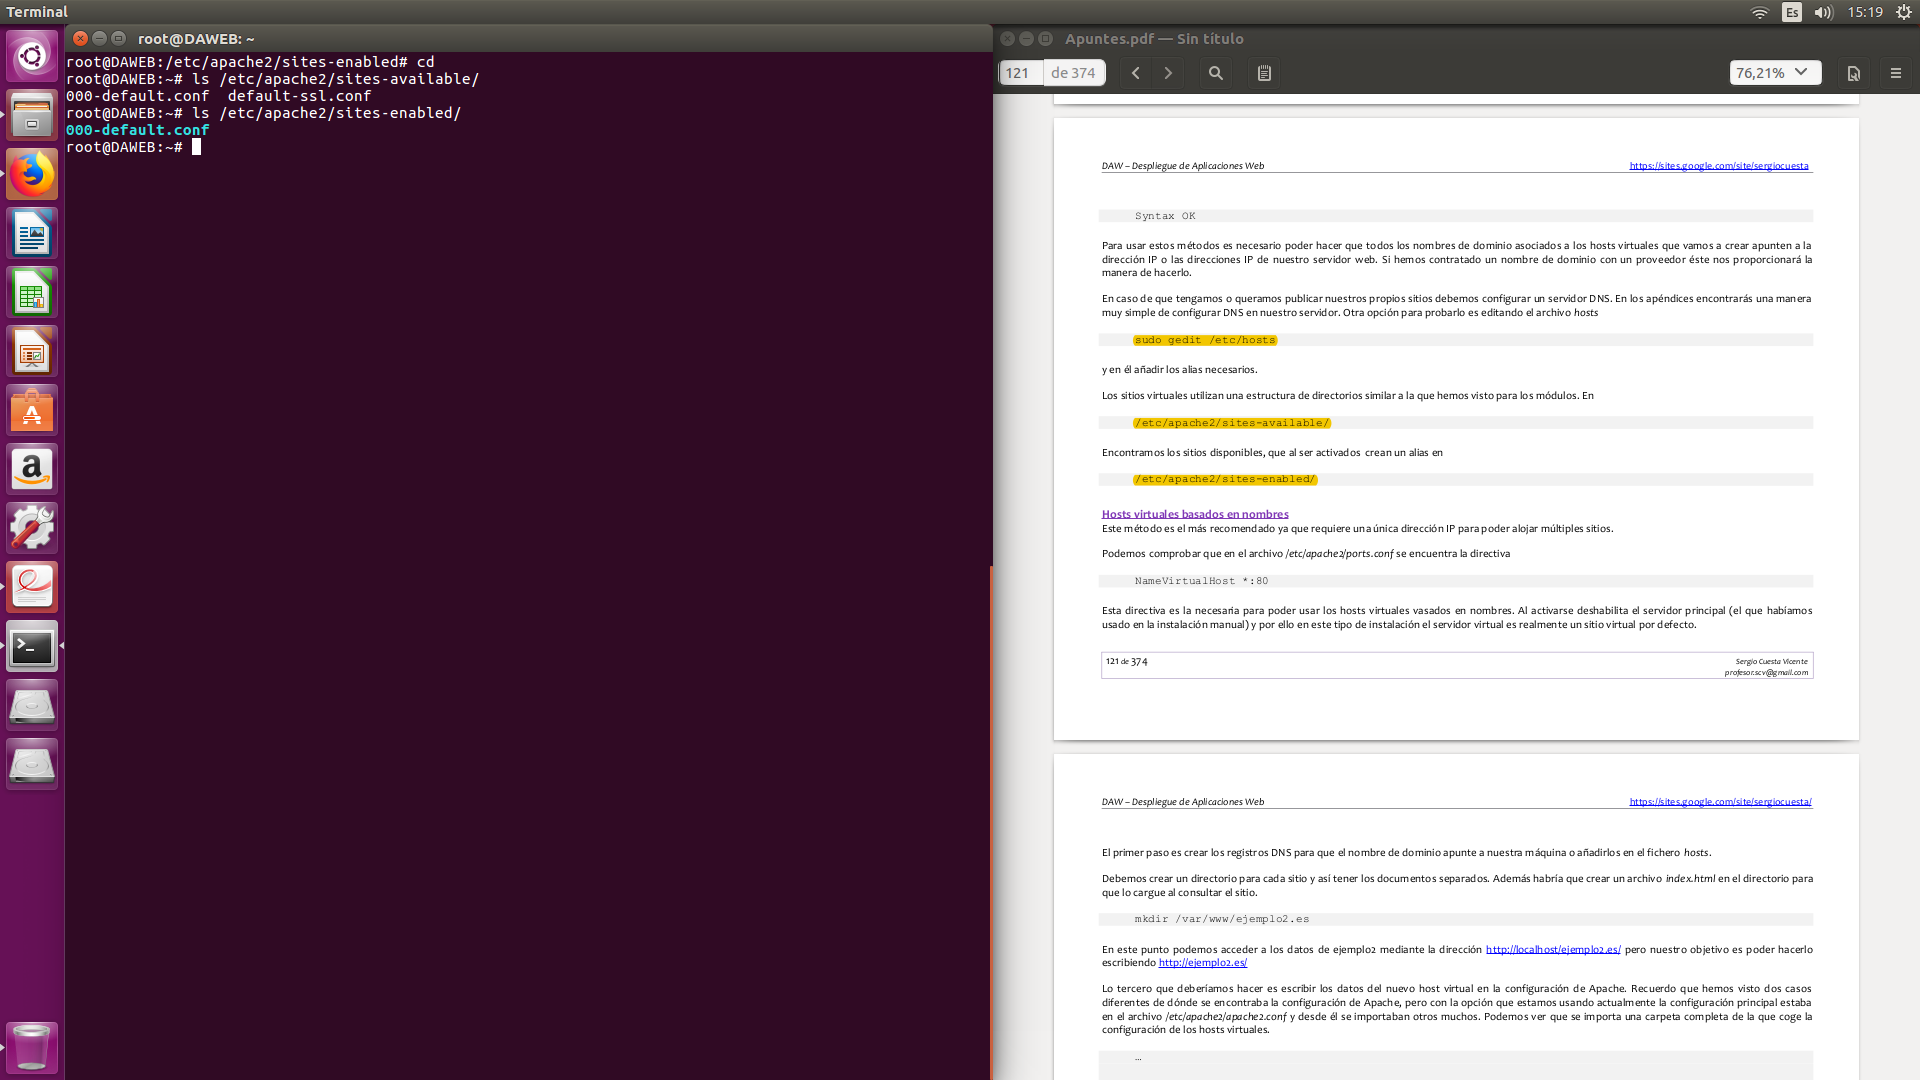 Terminal
Es
15:19
root@DAWEB: ~
root@DAWEB:/etc/apache2/sites-enabled# cd
root@DAWEB:~# ls /etc/apache2/sites-available/
000-default.conf  default-ssl.conf
root@DAWEB:~# ls /etc/apache2/sites-enabled/
000-default.conf
root@DAWEB:~#
Apuntes.pdf — Sin título
121 de 374
76,21%
DAW – Despliegue de Aplicaciones Web https://sites.google.com/site/sergiocuesta
Syntax OK
Para usar estos métodos es necesario poder hacer que todos los nombres de dominio asociados a los hosts virtuales que vamos a crear apunten a la
dirección IP o las direcciones IP de nuestro servidor web. Si hemos contratado un nombre de dominio con un proveedor éste nos proporcionará la
manera de hacerlo.
En caso de que tengamos o queramos publicar nuestros propios sitios debemos configurar un servidor DNS. En los apéndices encontrarás una manera
muy simple de configurar DNS en nuestro servidor. Otra opción para probarlo es editando el archivo hosts
sudo gedit /etc/hosts
y en él añadir los alias necesarios.
Los sitios virtuales utilizan una estructura de directorios similar a la que hemos visto para los módulos. En
/etc/apache2/sites-available/
Encontramos los sitios disponibles, que al ser activados crean un alias en
/etc/apache2/sites-enabled/
Hosts virtuales basados en nombres
Este método es el más recomendado ya que requiere una única dirección IP para poder alojar múltiples sitios.
Podemos comprobar que en el archivo /etc/apache2/ports.conf se encuentra la directiva
NameVirtualHost *:80
Esta directiva es la necesaria para poder usar los hosts virtuales vasados en nombres. Al activarse deshabilita el servidor principal (el que habíamos
usado en la instalación manual) y por ello en este tipo de instalación el servidor virtual es realmente un sitio virtual por defecto.
121 de 374 Sergio Cuesta Vicente
profesor.scv@gmail.com
DAW – Despliegue de Aplicaciones Web https://sites.google.com/site/sergiocuesta/
El primer paso es crear los registros DNS para que el nombre de dominio apunte a nuestra máquina o añadirlos en el fichero hosts.
Debemos crear un directorio para cada sitio y así tener los documentos separados. Además habría que crear un archivo index.html en el directorio para
que lo cargue al consultar el sitio.
mkdir /var/www/ejemplo2.es
En este punto podemos acceder a los datos de ejemplo2 mediante la dirección http://localhost/ejemplo2.es/ pero nuestro objetivo es poder hacerlo
escribiendo http://ejemplo2.es/
Lo tercero que deberíamos hacer es escribir los datos del nuevo host virtual en la configuración de Apache. Recuerdo que hemos visto dos casos
diferentes de dónde se encontraba la configuración de Apache, pero con la opción que estamos usando actualmente la configuración principal estaba
en el archivo /etc/apache2/apache2.conf y desde él se importaban otros muchos. Podemos ver que se importa una carpeta completa de la que coge la
configuración de los hosts virtuales.
…